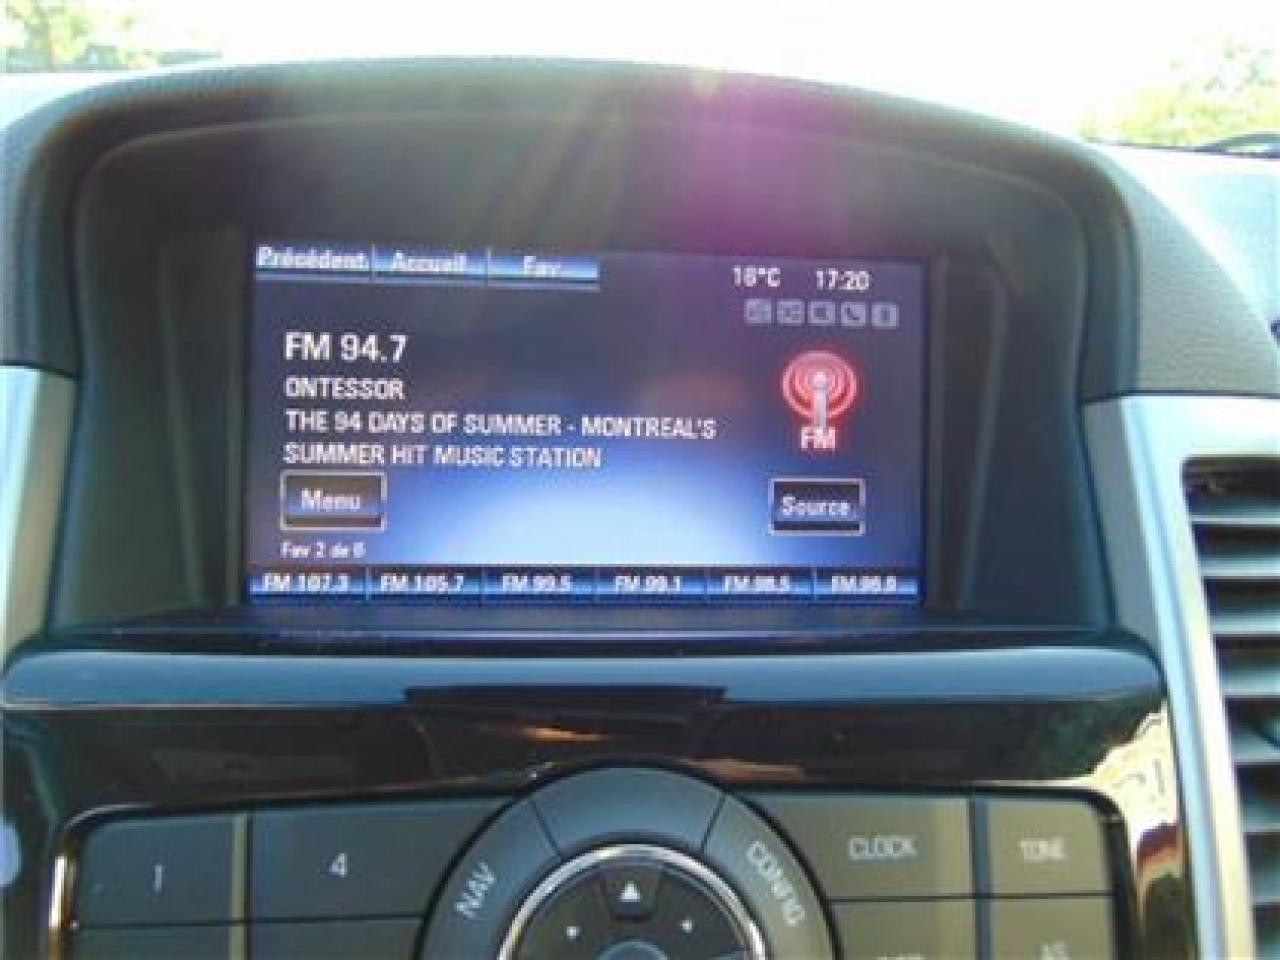 Précédent. Accueil Fav
18°C 17:20
FM 94.7
ONTESSOR
THE 94 DAYS OF SUMMER - MONTREAL'S
SUMMER HIT MUSIC STATION
FM
Menu Source.
Fav 2 de 6
FM 107.3 FM 105.7 FM 99.5 FM 99.1 FM 98.5 FM 96.9
1 4 NAV CONFIG CLOCK TONE
AS